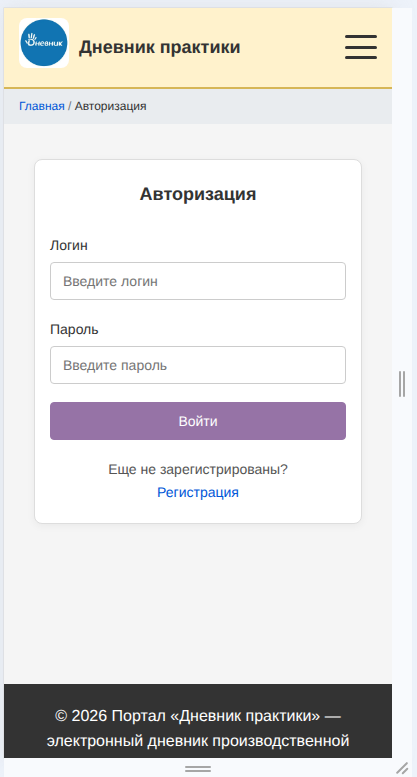 Дневник
Дневник практики
Главная / Авторизация
Авторизация
Логин
Введите логин
Пароль
Введите пароль
Войти
Еще не зарегистрированы?
Регистрация
© 2026 Портал «Дневник практики» —
электронный дневник производственной